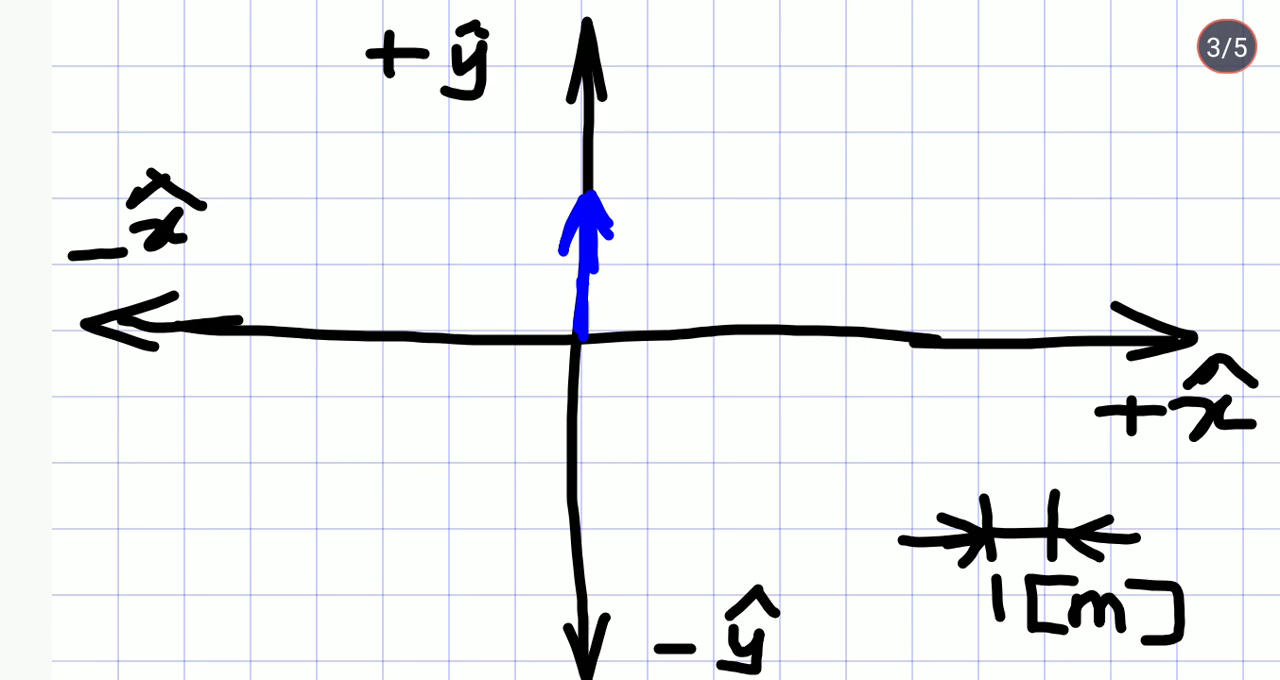 + ŷ
3/5
− x̂
+ x̂
1 [m]
− ŷ